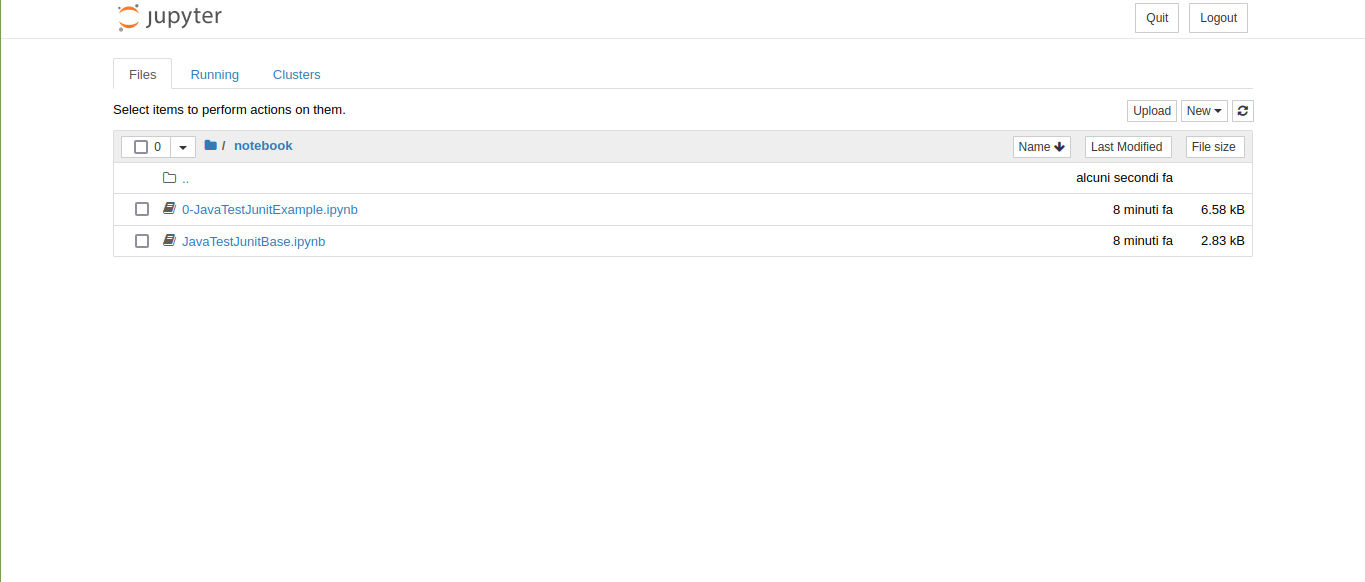 jupyter Quit Logout
Files Running Clusters
Select items to perform actions on them. Upload New
0 / notebook Name Last Modified File size
.. alcuni secondi fa
0-JavaTestJunitExample.ipynb 8 minuti fa 6.58 kB
JavaTestJunitBase.ipynb 8 minuti fa 2.83 kB